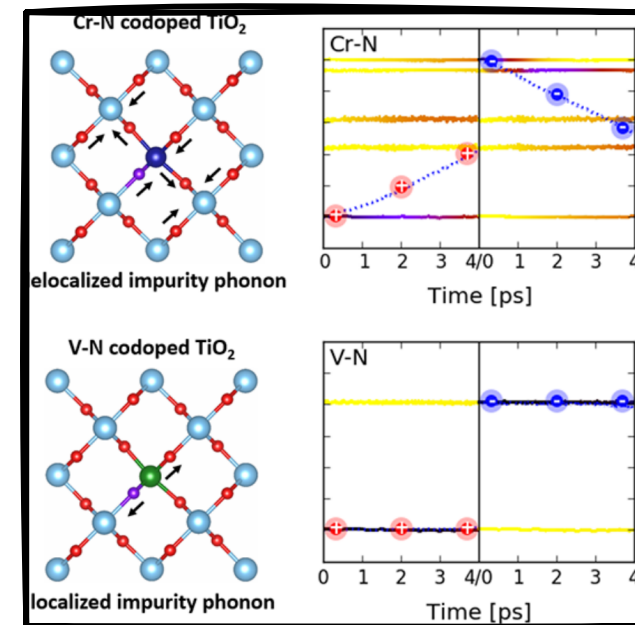 Cr-N codoped TiO₂
Cr-N
0 1 2 3 4/0 1 2 3 4
Time [ps]
elocalized impurity phonon
V-N codoped TiO₂
V-N
0 1 2 3 4/0 1 2 3 4
Time [ps]
localized impurity phonon